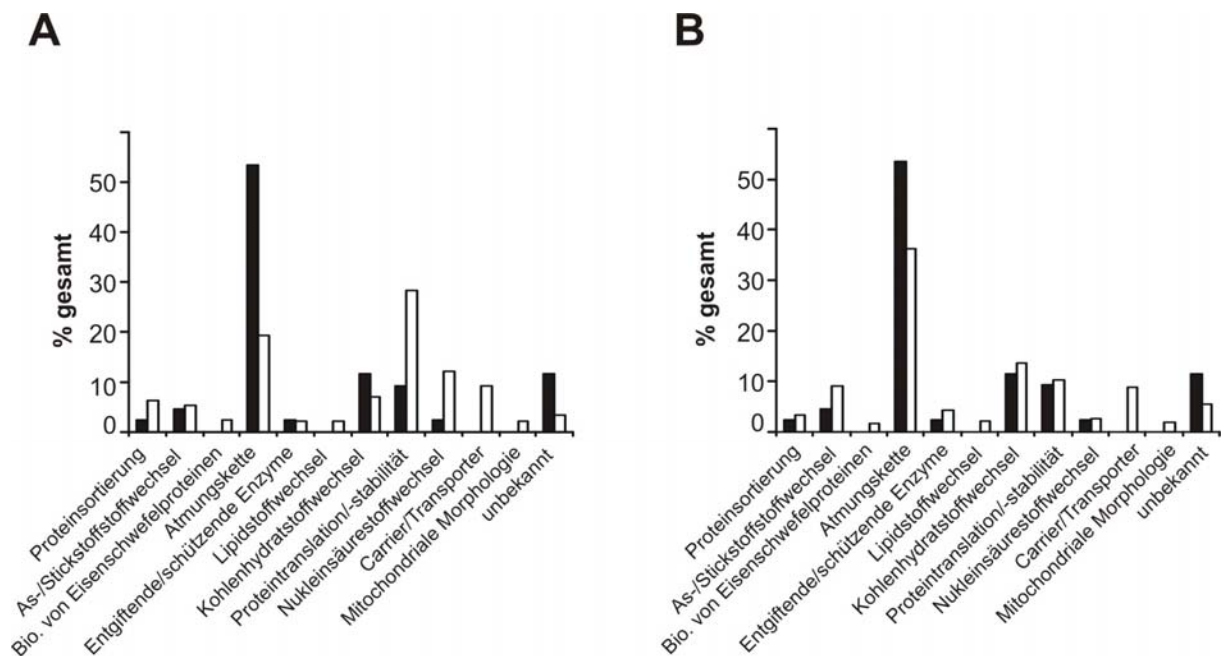 A
% gesamt
50
40
30
20
10
0
Proteinsortierung
As-/Stickstoffstoffwechsel
Bio. von Eisenschwefelproteinen
Atmungskette
Entgiftende/schützende Enzyme
Lipidstoffwechsel
Kohlenhydratstoffwechsel
Proteintranslation/-stabilität
Nukleinsäurestoffwechsel
Carrier/Transporter
Mitochondriale Morphologie
unbekannt
B
% gesamt
50
40
30
20
10
0
Proteinsortierung
As-/Stickstoffwechsel
Bio. von Eisenschwefelproteinen
Atmungskette
Entgiftende/schützende Enzyme
Lipidstoffwechsel
Kohlenhydratstoffwechsel
Proteintranslation/-stabilität
Nukleinsäurestoffwechsel
Carrier/Transporter
Mitochondriale Morphologie
unbekannt